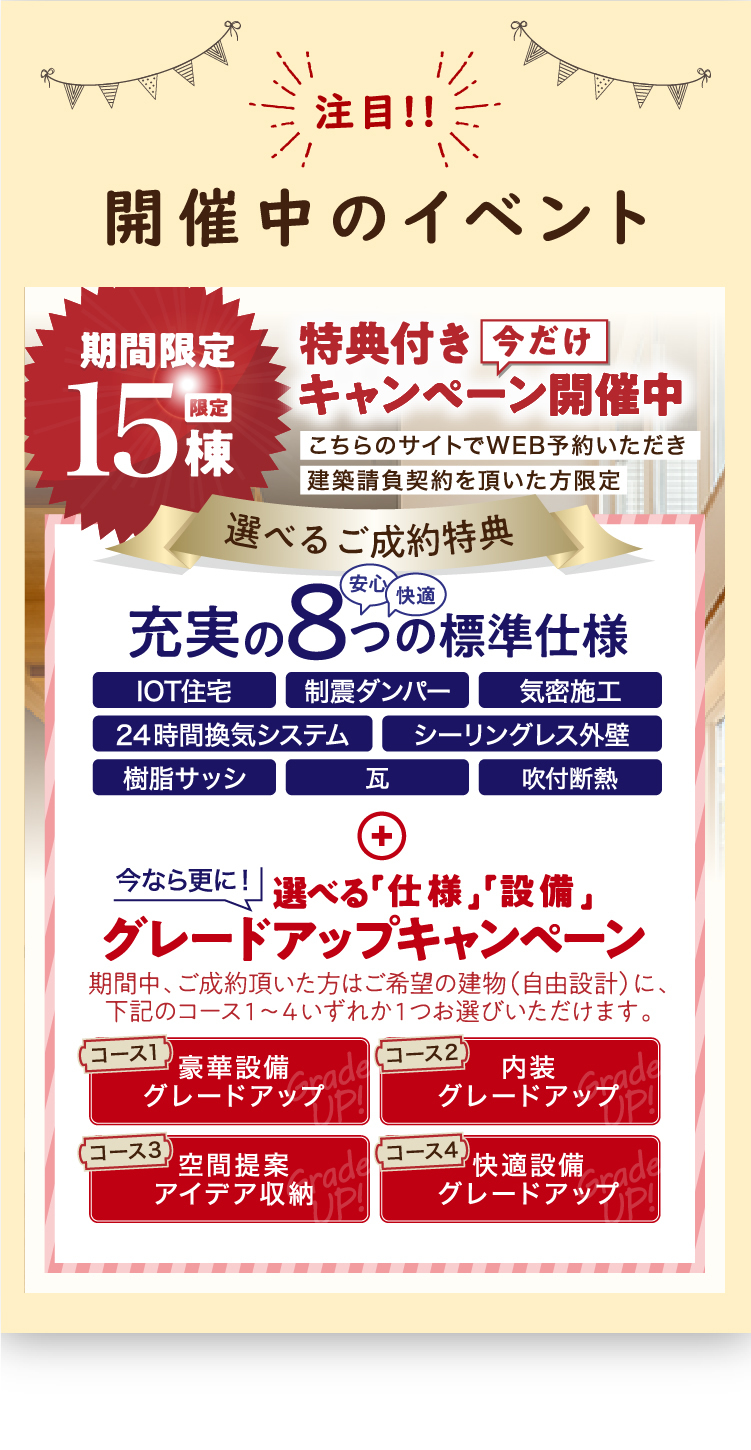 注目!!
開催中のイベント
期間限定
15棟
限定
特典付き
今だけ
キャンペーン開催中
こちらのサイトでWEB予約いただき
建築請負契約を頂いた方限定
選べるご成約特典
安心
快適
充実の8つの標準仕様
IOT住宅
制震ダンパー
気密施工
24時間換気システム
シーリングレス外壁
樹脂サッシ
瓦
吹付断熱
+
今なら更に!
選べる「仕様」「設備」
グレードアップキャンペーン
期間中、ご成約頂いた方はご希望の建物(自由設計)に、
下記のコース1～4いずれか1つお選びいただけます。
コース1
豪華設備
グレードアップ
Grade UP!
コース2
内装
グレードアップ
Grade UP!
コース3
空間提案
アイデア収納
Grade UP!
コース4
快適設備
グレードアップ
Grade UP!